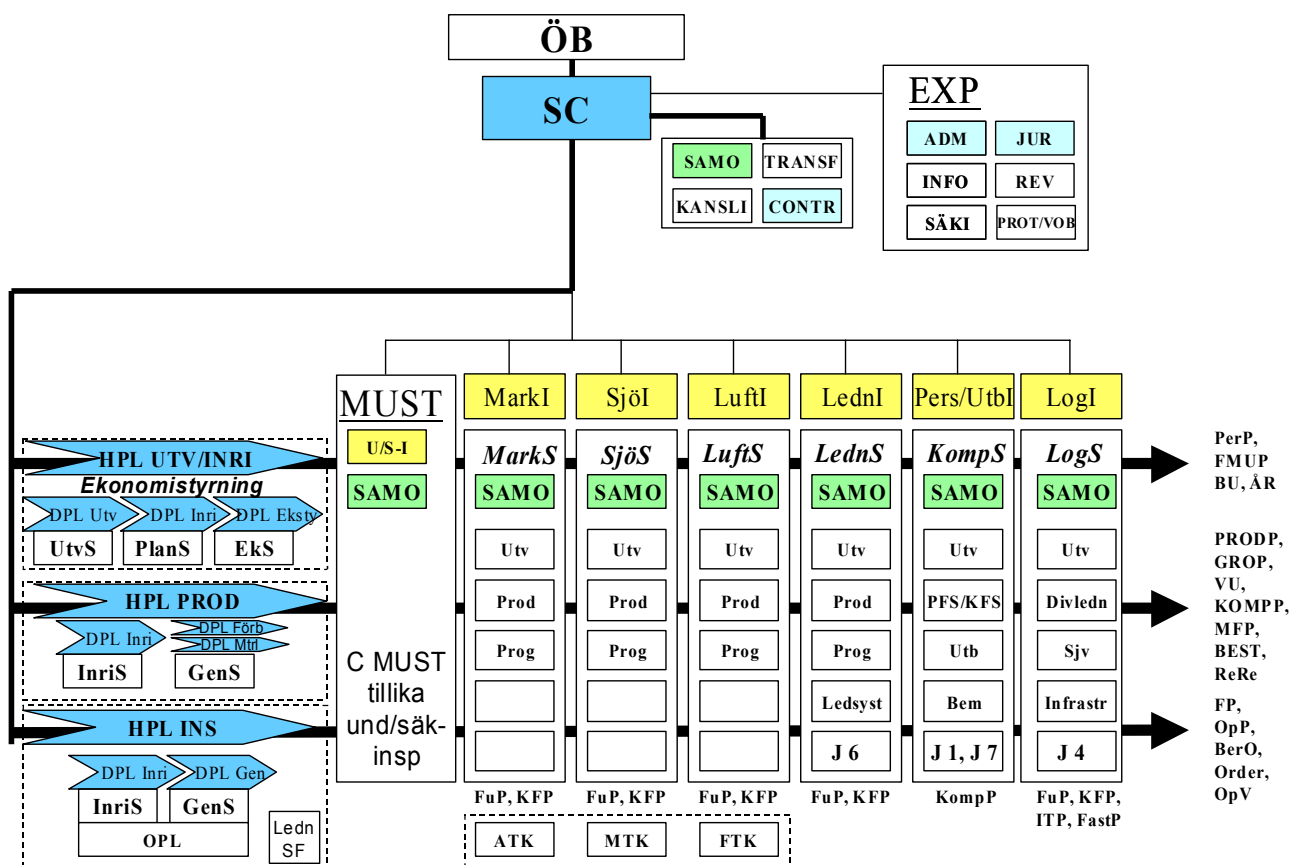 ÖB
SC
EXP
ADM
JUR
INFO
REV
SÄKI
PROT/VOB
SAMO
TRANSF
KANSLI
CONTR
MUST
U/S-I
SAMO
C MUST
tillika
und/säk-
insp
MarkI
SjöI
LuftI
LednI
Pers/UtbI
LogI
HPL UTV/INRI
Ekonomistyrning
DPL Utv
DPL Inri
DPL Eksty
UtvS
PlanS
EkS
HPL PROD
DPL Inri
DPL Förb
DPL Mtrl
InriS
GenS
HPL INS
DPL Inri
DPL Gen
InriS
GenS
OPL
Ledn
SF
MarkS
SAMO
Utv
Prod
Prog
FuP, KFP
ATK
SjöS
SAMO
Utv
Prod
Prog
FuP, KFP
MTK
LuftS
SAMO
Utv
Prod
Prog
FuP, KFP
FTK
LednS
SAMO
Utv
Prod
Prog
Ledsyst
J 6
FuP, KFP
KompS
SAMO
Utv
PFS/KFS
Utb
Bem
J 1, J 7
KompP
LogS
SAMO
Utv
Divledn
Sjv
Infrastr
J 4
FuP, KFP,
ITP, FastP
PerP,
FMUP
BU, ÅR
PRODP,
GROP,
VU,
KOMPP,
MFP,
BEST,
ReRe
FP,
OpP,
BerO,
Order,
OpV